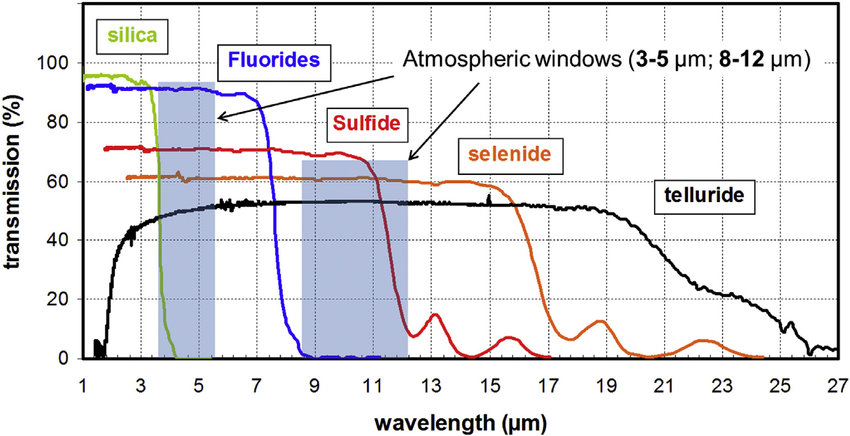 silica
Fluorides
Atmospheric windows (3-5 µm; 8-12 µm)
Sulfide
selenide
telluride
transmission (%)
100
80
60
40
20
0
1 3 5 7 9 11 13 15 17 19 21 23 25 27
wavelength (µm)